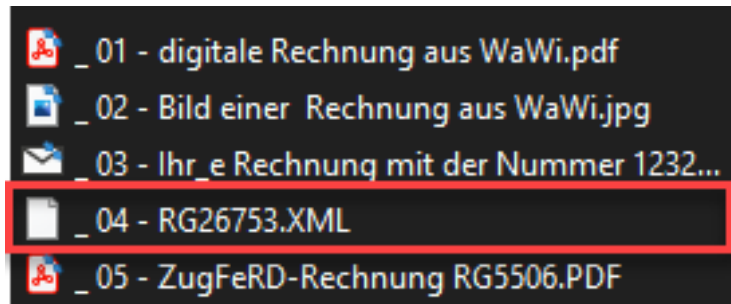 _ 01 - digitale Rechnung aus WaWi.pdf
_ 02 - Bild einer  Rechnung aus WaWi.jpg
_ 03 - Ihr_e Rechnung mit der Nummer 1232...
_ 04 - RG26753.XML
_ 05 - ZugFeRD-Rechnung RG5506.PDF